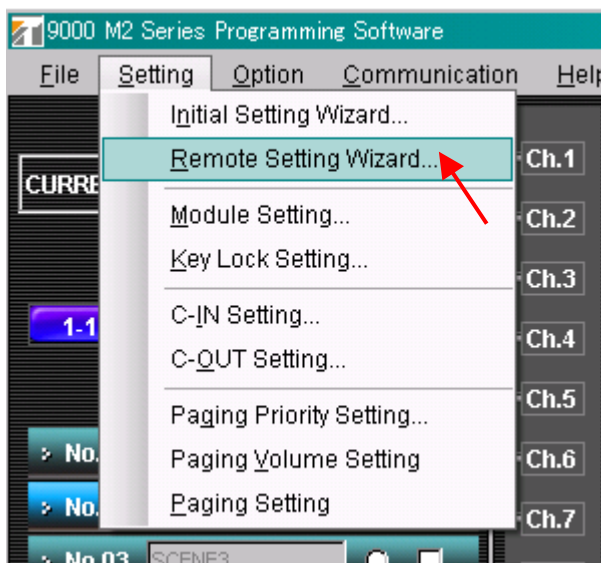 9000 M2 Series Programming Software
File Setting Option Communication Help
Initial Setting Wizard...
Remote Setting Wizard...
Module Setting...
Key Lock Setting...
C-IN Setting...
C-OUT Setting...
Paging Priority Setting...
Paging Volume Setting
Paging Setting
CURRE
1-1
No.
No.
No.03 SCENE3
Ch.1
Ch.2
Ch.3
Ch.4
Ch.5
Ch.6
Ch.7